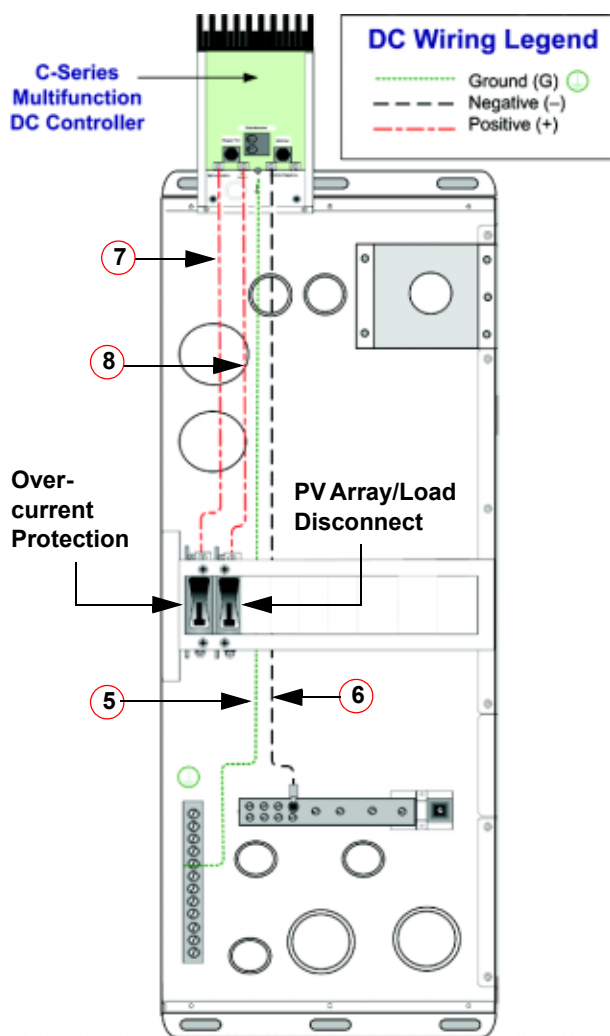 C-Series
Multifunction
DC Controller
DC Wiring Legend
Ground (G)
Negative (–)
Positive (+)
7
8
Over-
current
Protection
PV Array/Load
Disconnect
5
6